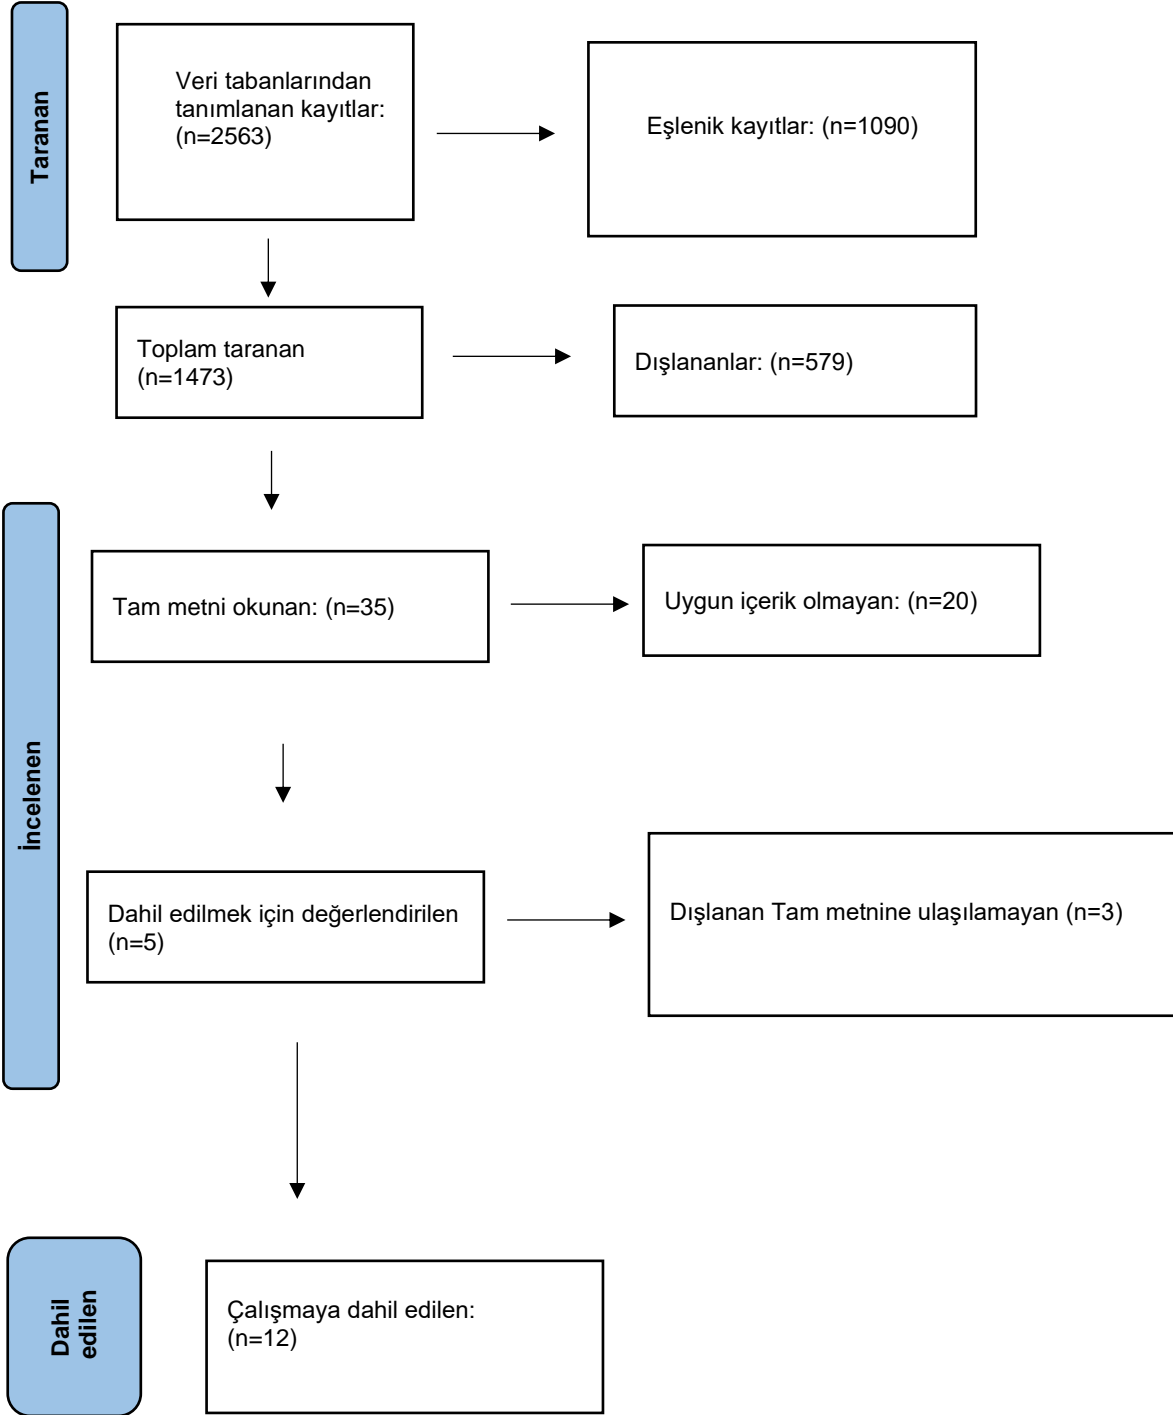 Taranan
Veri tabanlarından
tanımlanan kayıtlar:
(n=2563)
Eşlenik kayıtlar: (n=1090)
Toplam taranan
(n=1473)
Dışlananlar: (n=579)
İncelenen
Tam metni okunan: (n=35)
Uygun içerik olmayan: (n=20)
Dahil edilmek için değerlendirilen
(n=5)
Dışlanan Tam metnine ulaşılamayan (n=3)
Dahil
edilen
Çalışmaya dahil edilen:
(n=12)